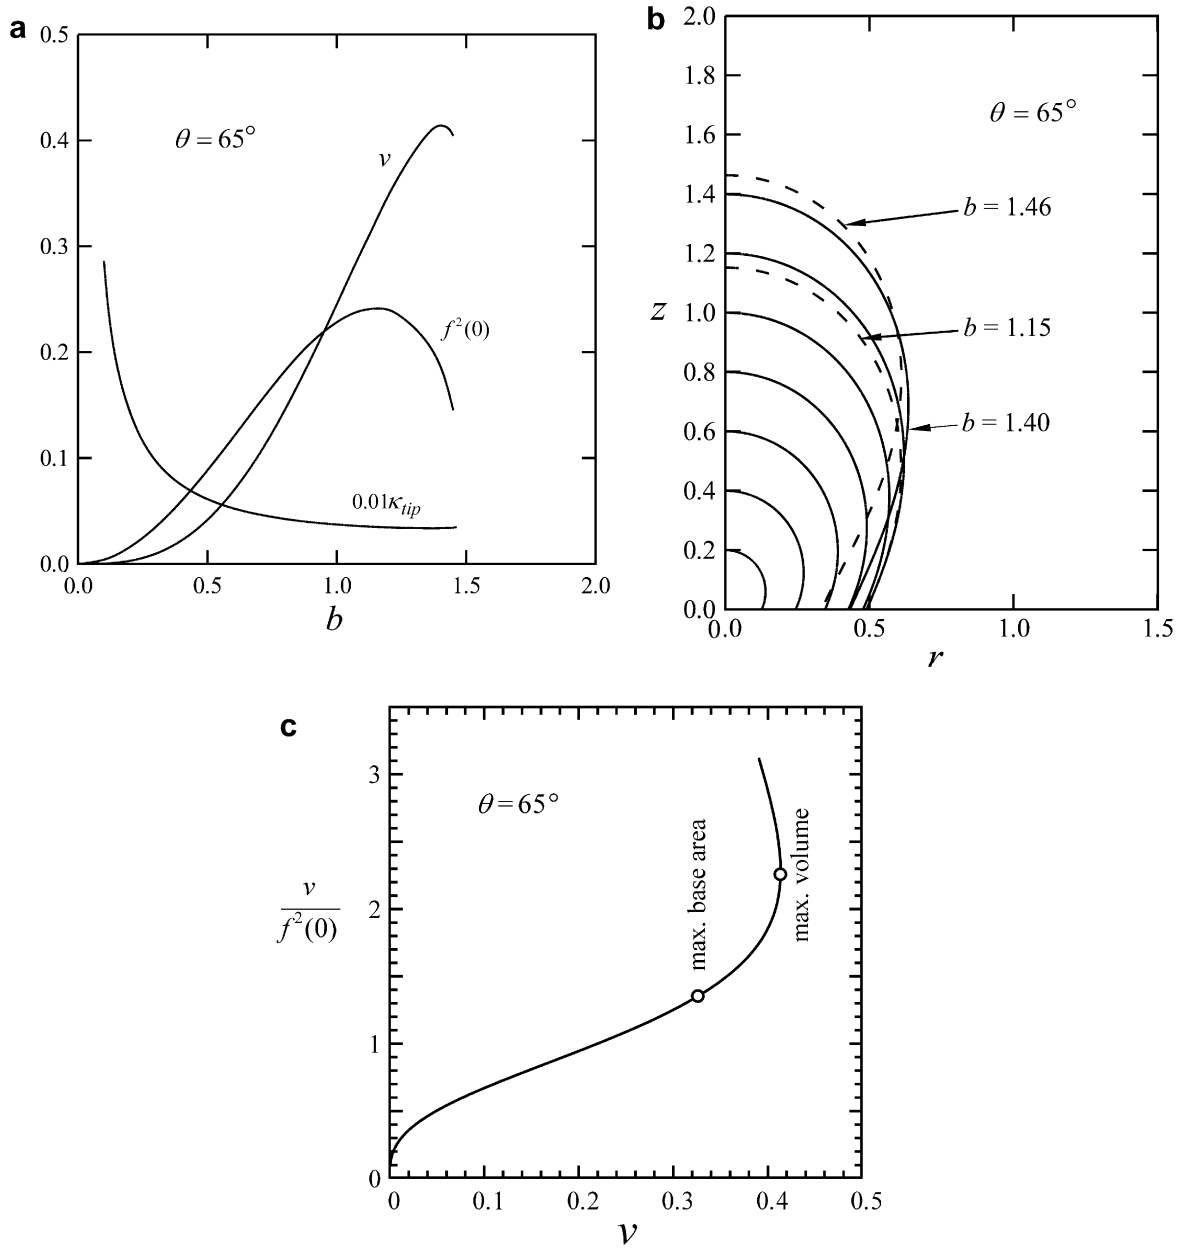 a
0.5
0.4
0.3
0.2
0.1
0.0
θ = 65°
v
f²(0)
0.01κtip
0.0 0.5 1.0 1.5 2.0
b
b
2.0
1.8
1.6
1.4
1.2
1.0
0.8
0.6
0.4
0.2
0.0
z
θ = 65°
b = 1.46
b = 1.15
b = 1.40
0.0 0.5 1.0 1.5
r
c
3
2
1
0
v
f²(0)
θ = 65°
max. base area
max. volume
0 0.1 0.2 0.3 0.4 0.5
v